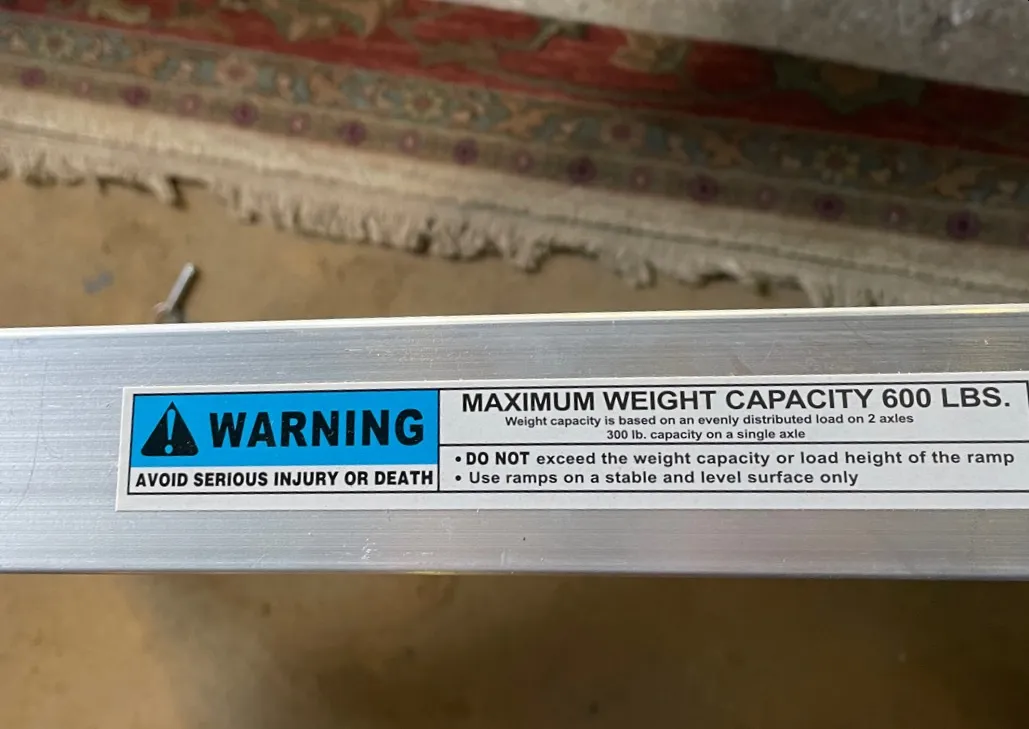 WARNING
AVOID SERIOUS INJURY OR DEATH
MAXIMUM WEIGHT CAPACITY 600 LBS.
Weight capacity is based on an evenly distributed load on 2 axles
300 lb. capacity on a single axle
• DO NOT exceed the weight capacity or load height of the ramp
• Use ramps on a stable and level surface only